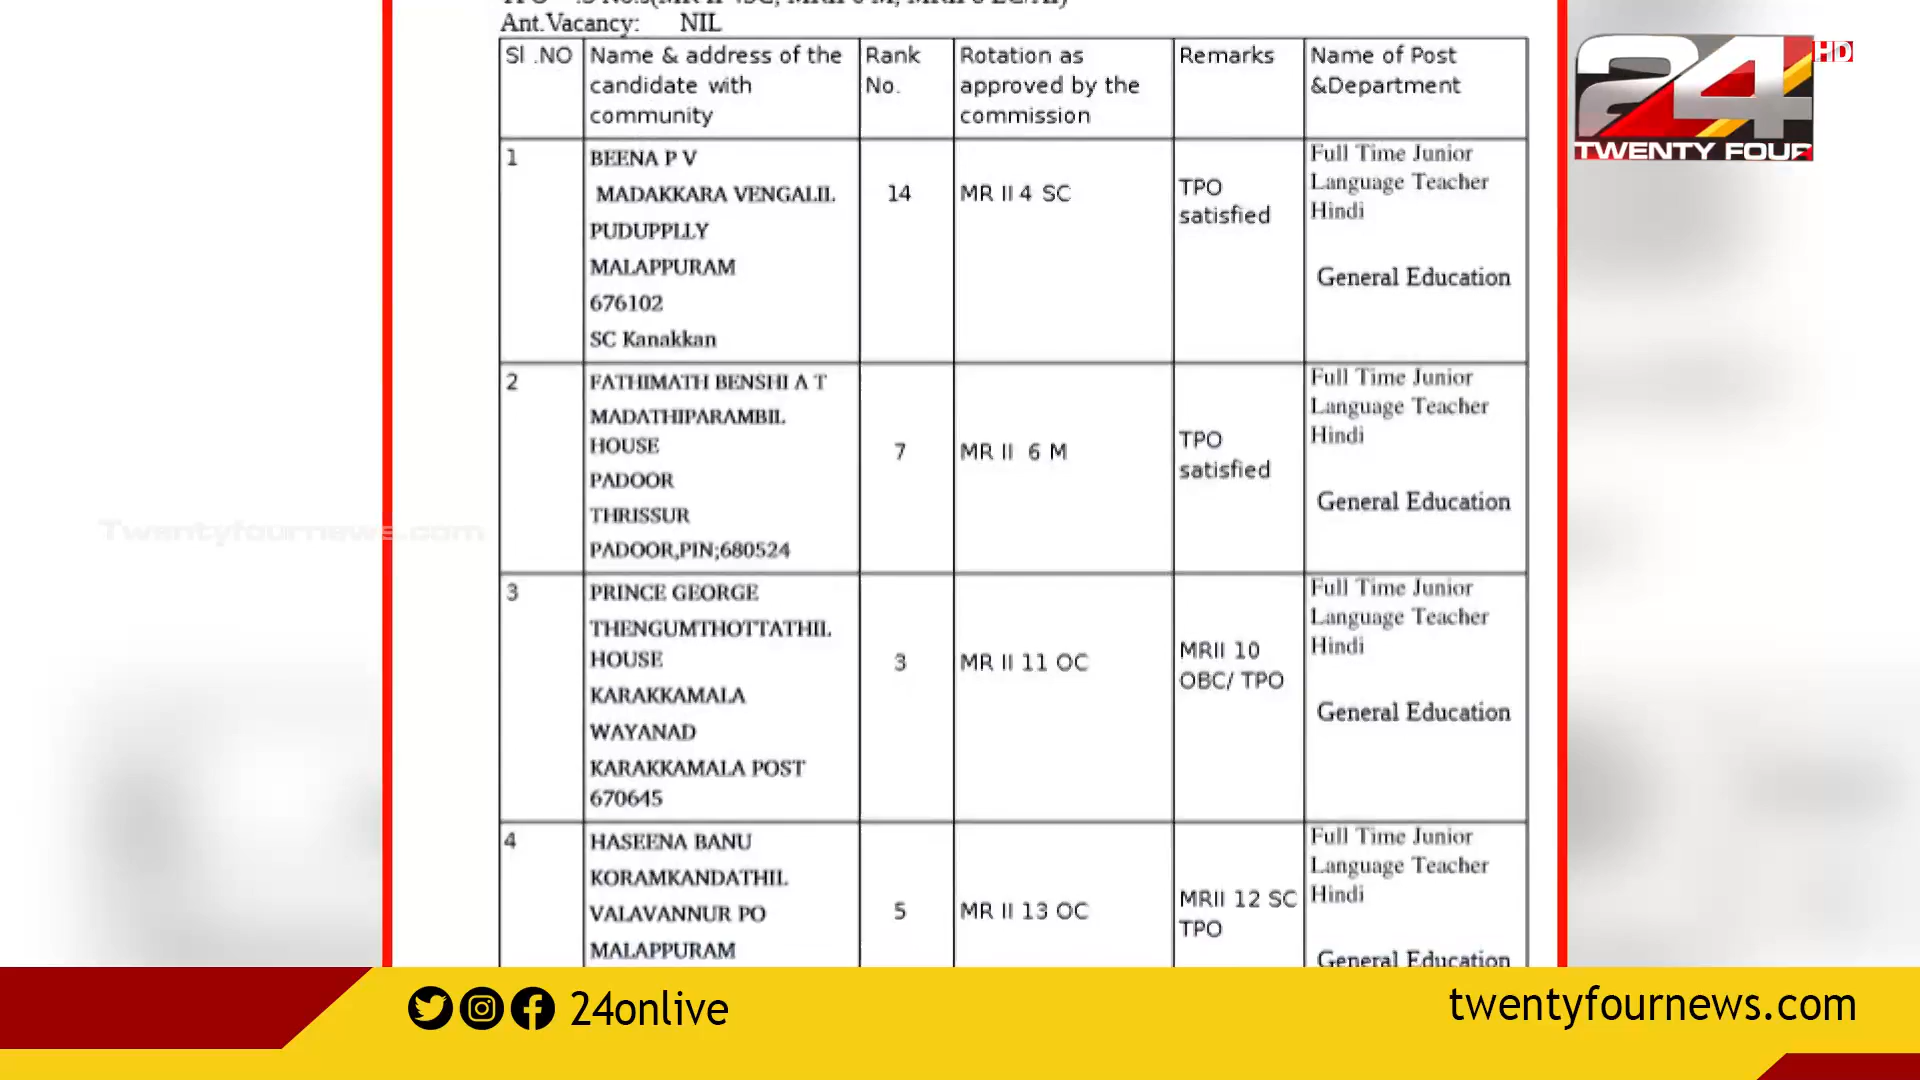 Ant.Vacancy: NIL
Sl .NO
Name & address of the
candidate with
community
Rank
No.
Rotation as
approved by the
commission
Remarks
Name of Post
&Department
1
BEENA P V
MADAKKARA VENGALIL
PUDUPPLLY
MALAPPURAM
676102
SC Kanakkan
14
MR II 4 SC
TPO
satisfied
Full Time Junior
Language Teacher
Hindi
General Education
2
FATHIMATH BENSHI A T
MADATHIPARAMBIL
HOUSE
PADOOR
THRISSUR
PADOOR,PIN;680524
7
MR II 6 M
TPO
satisfied
Full Time Junior
Language Teacher
Hindi
General Education
3
PRINCE GEORGE
THENGUMTHOTTATHIL
HOUSE
KARAKKAMALA
WAYANAD
KARAKKAMALA POST
670645
3
MR II 11 OC
MRII 10
OBC/ TPO
Full Time Junior
Language Teacher
Hindi
General Education
4
HASEENA BANU
KORAMKANDATHIL
VALAVANNUR PO
MALAPPURAM
5
MR II 13 OC
MRII 12 SC
TPO
Full Time Junior
Language Teacher
Hindi
General Education
24
HD
TWENTY FOUR
Twentyfournews.com
24onlive
twentyfournews.com